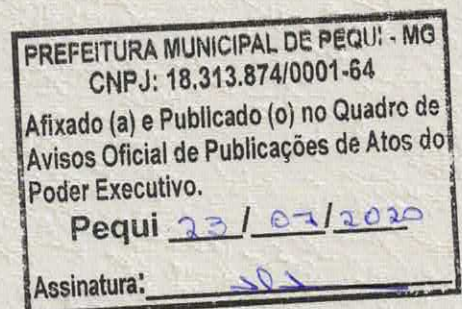 PREFEITURA MUNICIPAL DE PEQUI - MG
CNPJ: 18.313.874/0001-64
Afixado (a) e Publicado (o) no Quadro de
Avisos Oficial de Publicações de Atos do
Poder Executivo.
Pequi 23/07/2020
Assinatura: